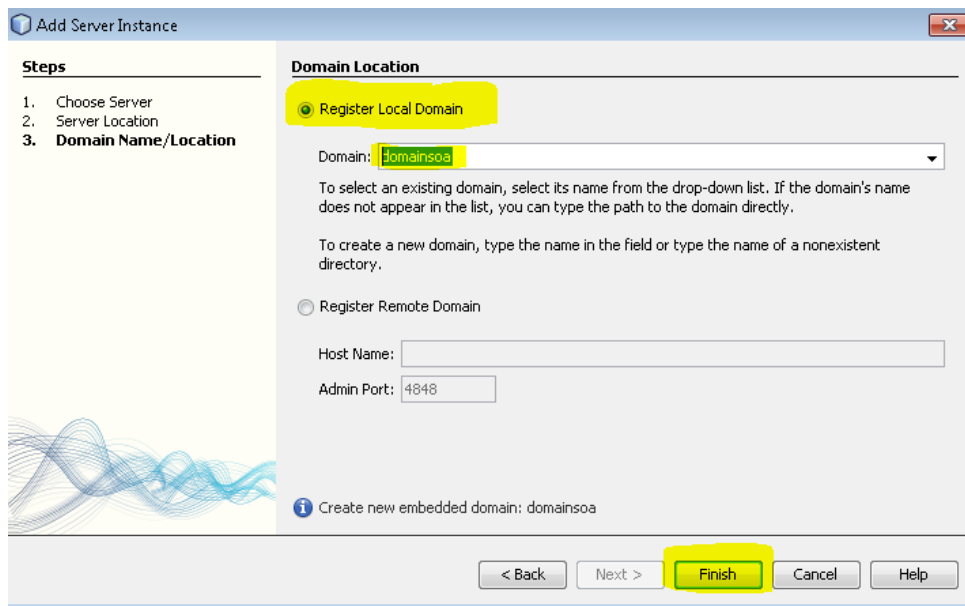 Add Server Instance
Steps
1. Choose Server
2. Server Location
3. Domain Name/Location
Domain Location
Register Local Domain
Domain: domainsoa
To select an existing domain, select its name from the drop-down list. If the domain's name
does not appear in the list, you can type the path to the domain directly.
To create a new domain, type the name in the field or type the name of a nonexistent
directory.
Register Remote Domain
Host Name:
Admin Port: 4848
Create new embedded domain: domainsoa
< Back Next > Finish Cancel Help